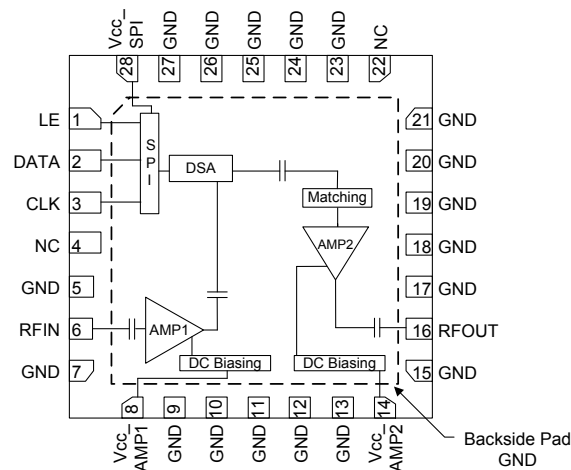 Vcc_
SPI
GND
GND
GND
GND
GND
NC
28
27
26
25
24
23
22
LE
1
DATA
2
CLK
3
NC
4
GND
5
RFIN
6
GND
7
21
GND
20
GND
19
GND
18
GND
17
GND
16
RFOUT
15
GND
SPI
DSA
Matching
AMP2
AMP1
DC Biasing
DC Biasing
8
9
10
11
12
13
14
Vcc_
AMP1
GND
GND
GND
GND
GND
Vcc_
AMP2
Backside Pad
GND